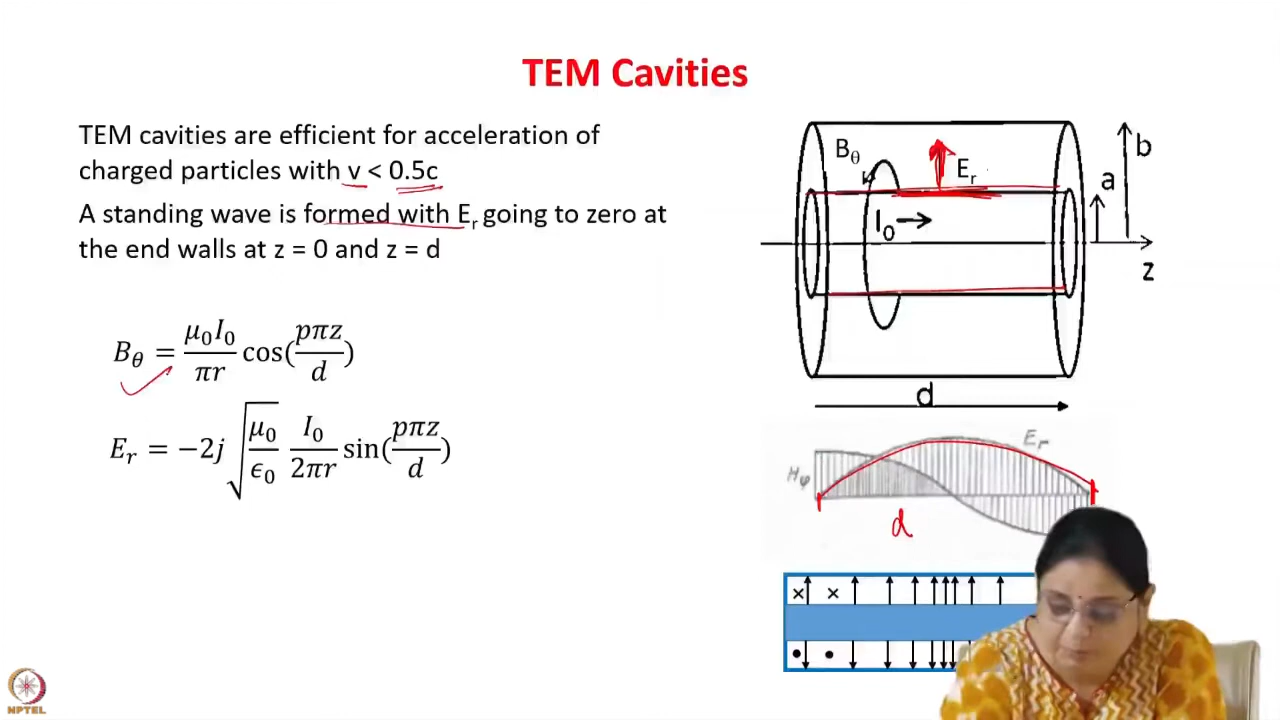 TEM Cavities
TEM cavities are efficient for acceleration of
charged particles with v < 0.5c
A standing wave is formed with Er going to zero at
the end walls at z = 0 and z = d
Bθ = μ0I0/πr cos(pπz/d)
Er = −2j √(μ0/ϵ0) I0/2πr sin(pπz/d)
Bθ
Er
I0
b
a
z
d
Er
Hφ
d
NPTEL